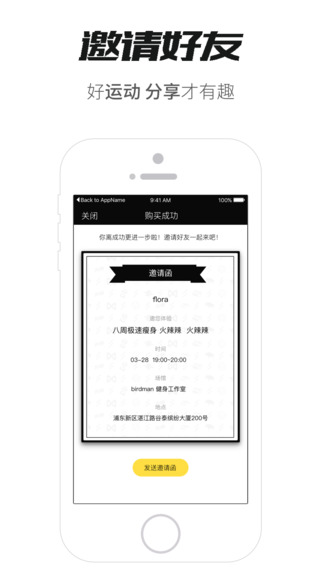 邀请好友
好运动 分享才有趣
Back to AppName 9:41 AM 100%
关闭 购买成功
你离成功更进一步啦！邀请好友一起来吧！
邀请函
flora
邀您体验
八周极速瘦身 火辣辣 火辣辣
时间
03-28 19:00-20:00
场馆
birdman 健身工作室
地点
浦东新区湛江路谷泰缤纷大厦200号
发送邀请函